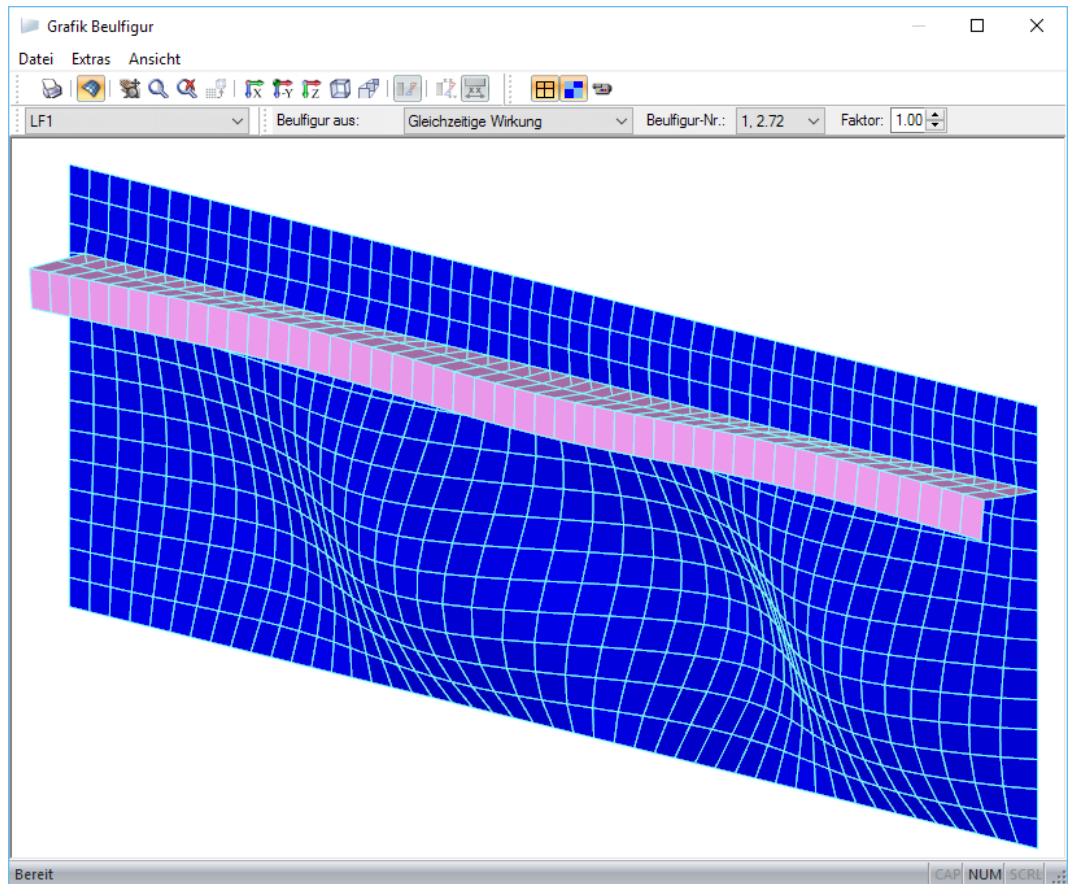 Grafik Beulfigur
Datei Extras Ansicht
X -Y Z xx
LF1 Beulfigur aus: Gleichzeitige Wirkung Beulfigur-Nr.: 1, 2.72 Faktor: 1.00
Bereit CAP NUM SCRL